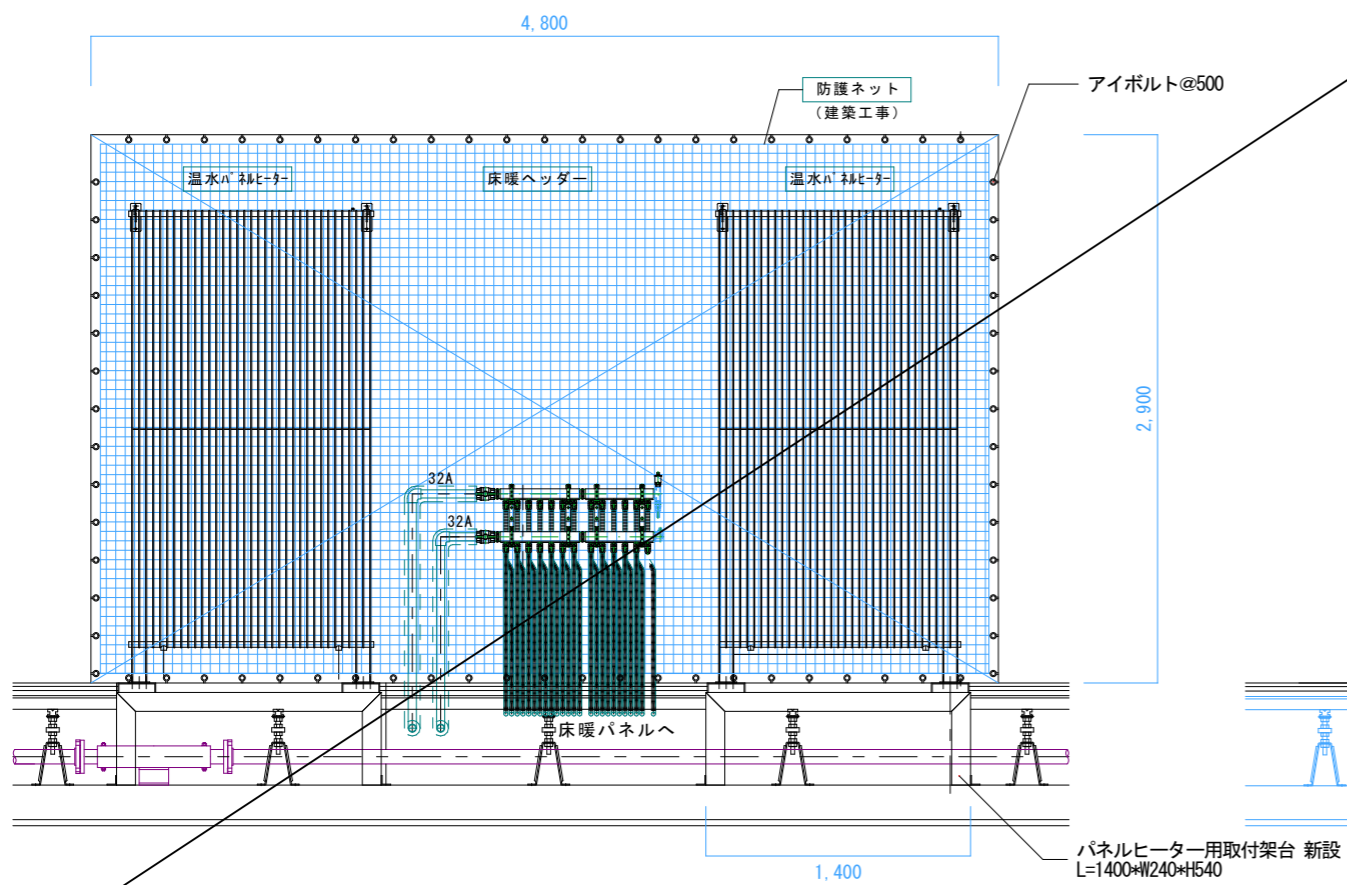 4,800
防護ネット
(建築工事)
アイボルト@500
温水ﾊﾟﾈﾙﾋｰﾀｰ
床暖ヘッダー
温水ﾊﾟﾈﾙﾋｰﾀｰ
2,900
32A
32A
床暖パネルへ
1,400
パネルヒーター用取付架台 新設
L=1400*W240*H540